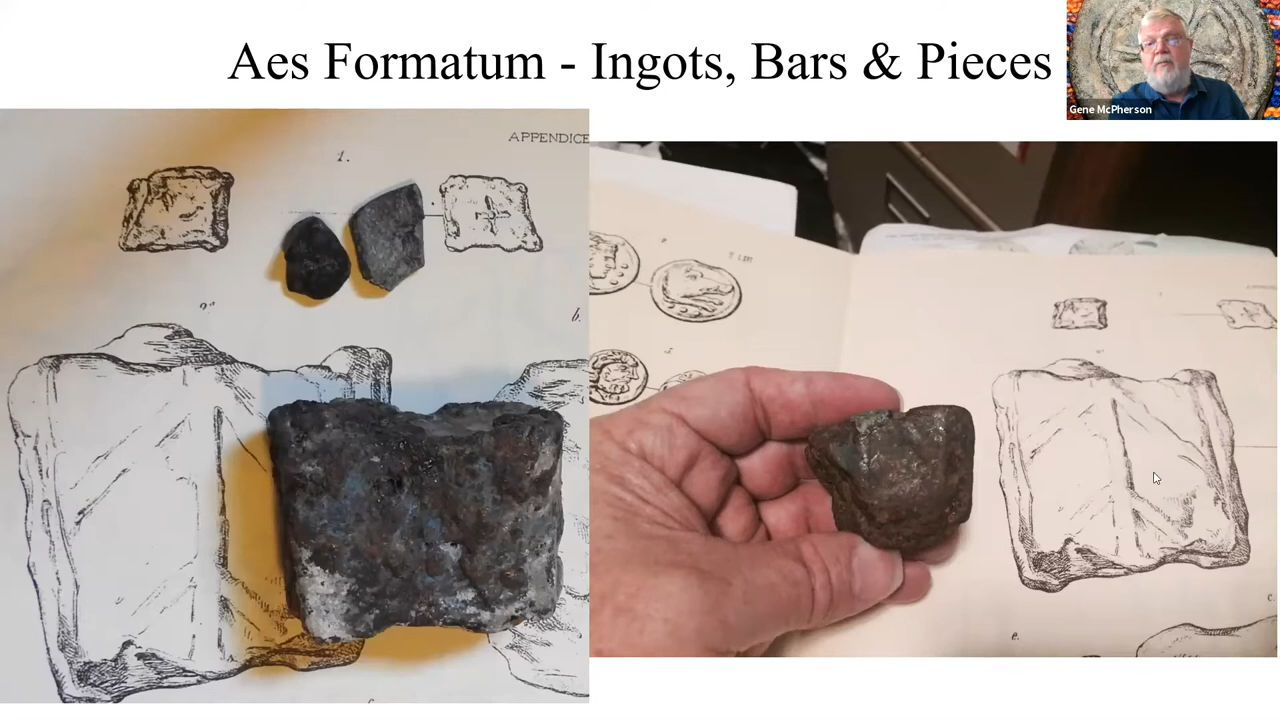 Aes Formatum - Ingots, Bars & Pieces
Gene McPherson
APPENDICE
1.
b.
e.
c.